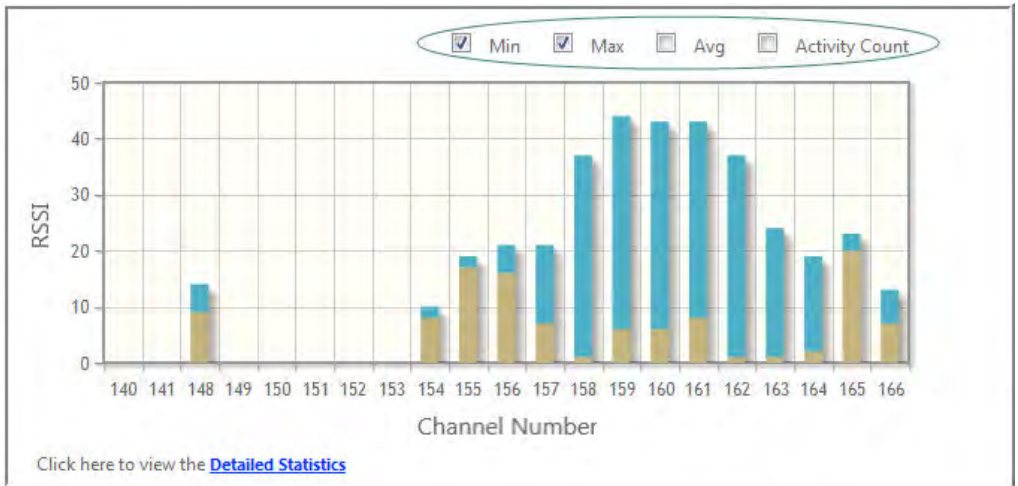 Min Max Avg Activity Count
50
40
30
20
10
0
RSSI
140 141 148 149 150 151 152 153 154 155 156 157 158 159 160 161 162 163 164 165 166
Channel Number
Click here to view the Detailed Statistics